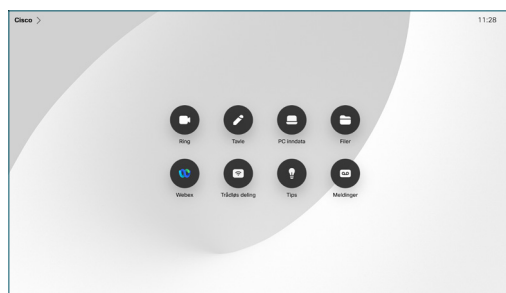 Cisco
11:28
Ring
Tavle
PC inndata
Filer
Webex
Trådløs deling
Tips
Meldinger